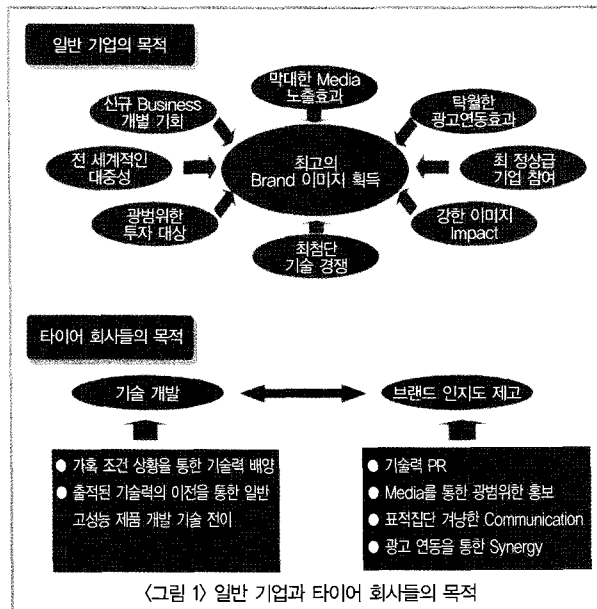 일반 기업의 목적
막대한 Media
노출효과
신규 Business
개별 기회
탁월한
광고연동효과
전 세계적인
대중성
최고의
Brand 이미지 획득
최 정상급
기업 참여
광범위한
투자 대상
강한 이미지
Impact
최첨단
기술 경쟁
타이어 회사들의 목적
기술 개발
브랜드 인지도 제고
● 가혹 조건 상황을 통한 기술력 배양
● 출적된 기술력의 이전을 통한 일반
고성능 제품 개발 기술 전이
● 기술력 PR
● Media를 통한 광범위한 홍보
● 표적집단 겨냥한 Communication
● 광고 연동을 통한 Synergy
〈그림 1〉 일반 기업과 타이어 회사들의 목적